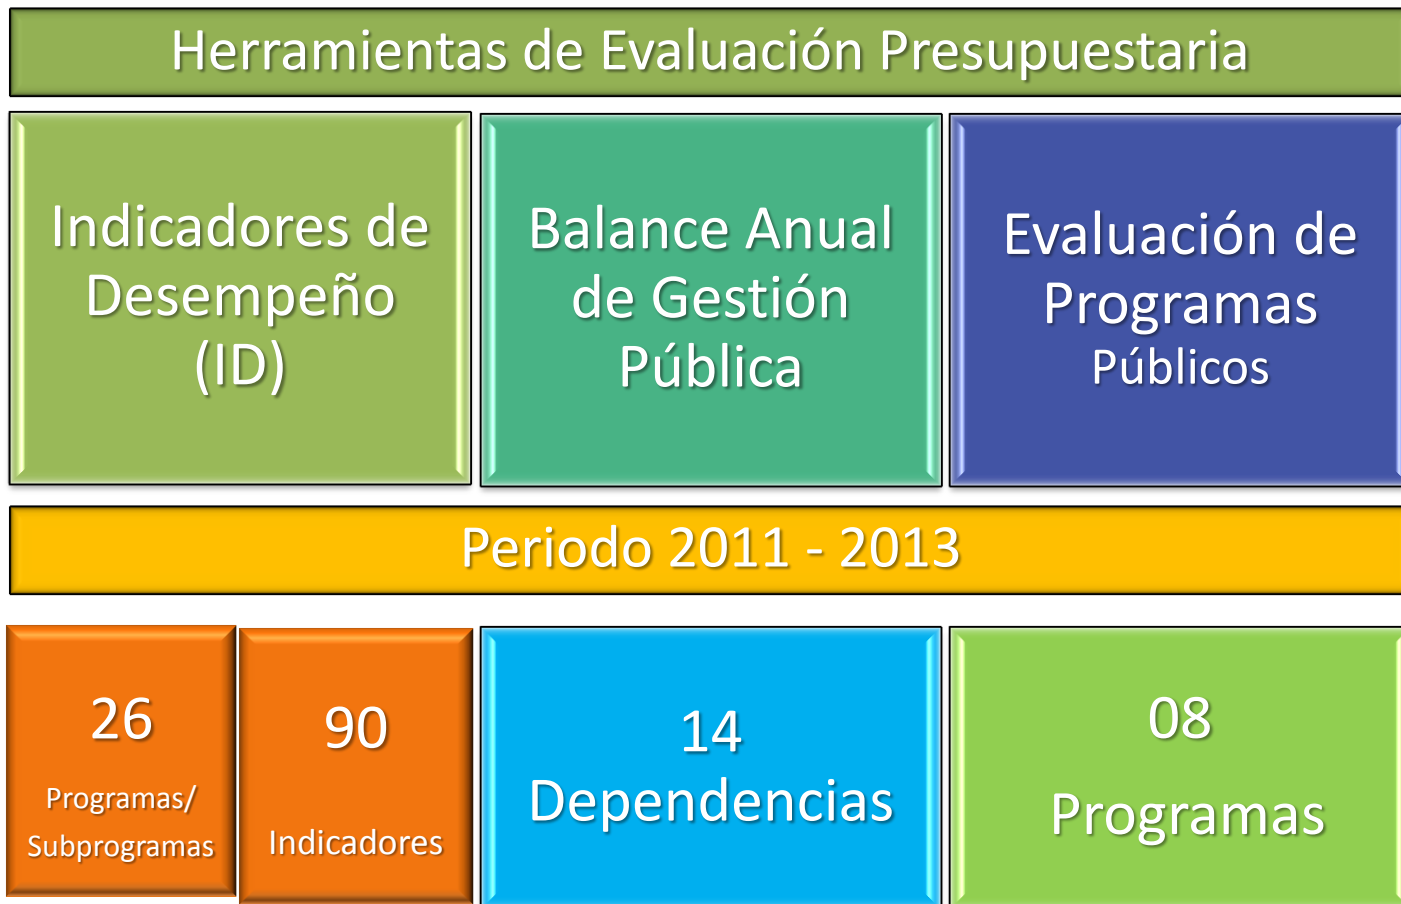 Herramientas de Evaluación Presupuestaria
Indicadores de
Desempeño
(ID)
Balance Anual
de Gestión
Pública
Evaluación de
Programas
Públicos
Periodo 2011 - 2013
26
Programas/
Subprogramas
90
Indicadores
14
Dependencias
08
Programas